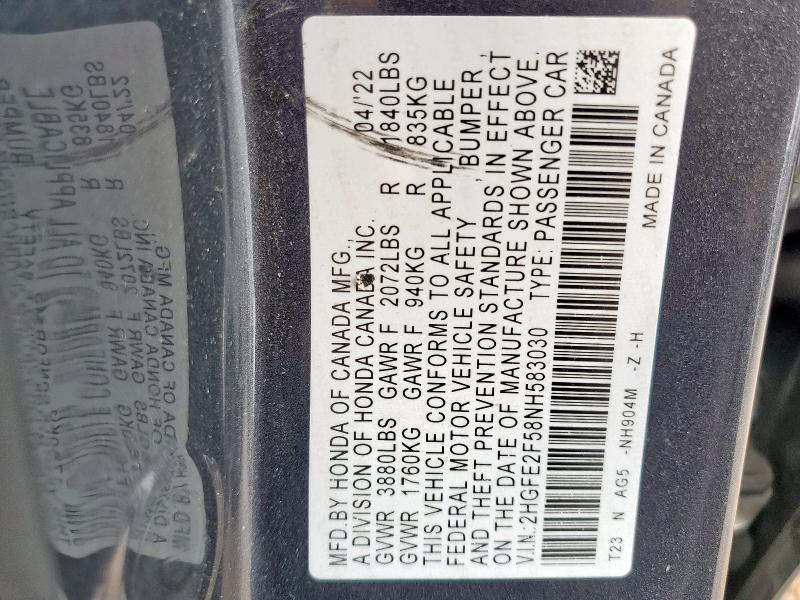 MFD.BY HONDA OF CANADA MFG., 04/'22
A DIVISION OF HONDA CANADA INC.
GVWR 3880LBS GAWR F 2072LBS R 1840LBS
GVWR 1760KG GAWR F 940KG R 835KG
THIS VEHICLE CONFORMS TO ALL APPLICABLE
FEDERAL MOTOR VEHICLE SAFETY, BUMPER,
AND THEFT PREVENTION STANDARDS IN EFFECT
ON THE DATE OF MANUFACTURE SHOWN ABOVE.
V.I.N.:2HGFE2F58NH583030 TYPE: PASSENGER CAR
T23 N AG5 -NH904M -Z -H
MADE IN CANADA